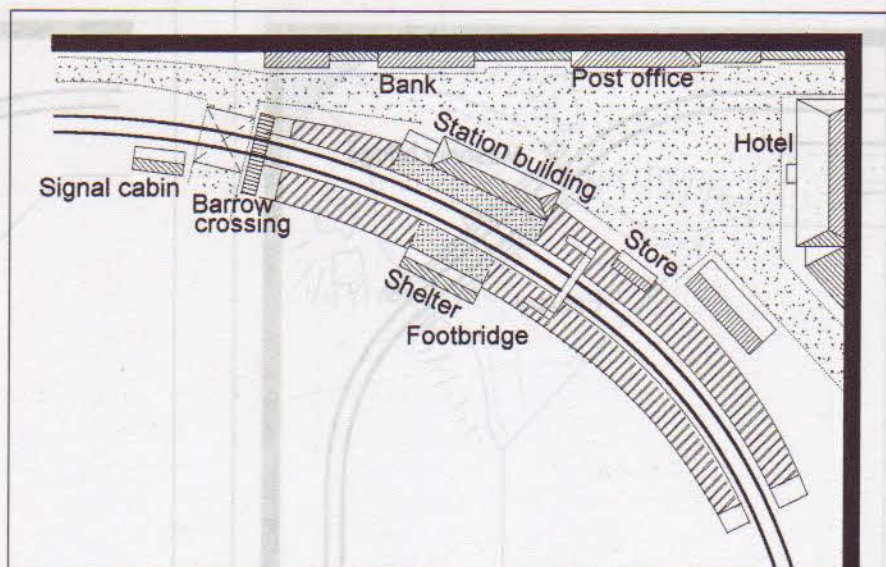 Bank
Post office
Hotel
Station building
Signal cabin
Barrow
crossing
Store
Shelter
Footbridge